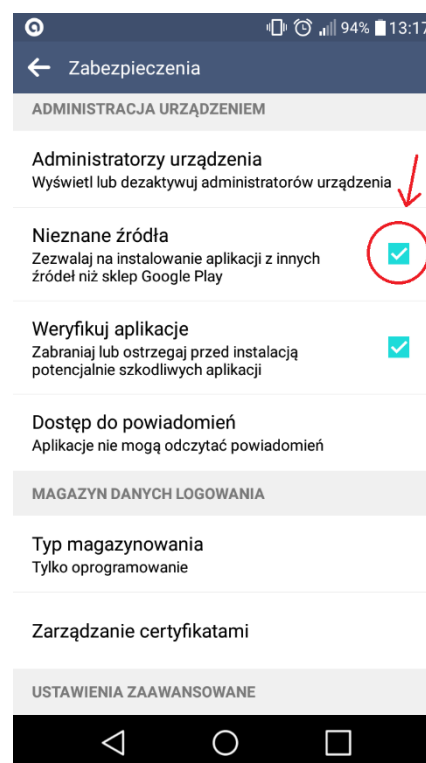 94% 13:17
Zabezpieczenia
ADMINISTRACJA URZĄDZENIEM
Administratorzy urządzenia
Wyświetl lub dezaktywuj administratorów urządzenia
Nieznane źródła
Zezwalaj na instalowanie aplikacji z innych
źródeł niż sklep Google Play
Weryfikuj aplikacje
Zabraniaj lub ostrzegaj przed instalacją
potencjalnie szkodliwych aplikacji
Dostęp do powiadomień
Aplikacje nie mogą odczytać powiadomień
MAGAZYN DANYCH LOGOWANIA
Typ magazynowania
Tylko oprogramowanie
Zarządzanie certyfikatami
USTAWIENIA ZAAWANSOWANE